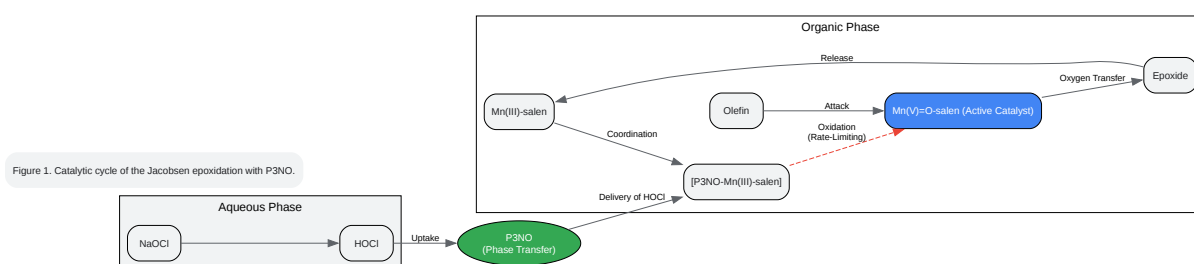 Organic Phase
Release
Epoxide
Oxygen Transfer
Mn(III)-salen
Olefin
Attack
Mn(V)=O-salen (Active Catalyst)
Coordination
Oxidation
(Rate-Limiting)
Figure 1. Catalytic cycle of the Jacobsen epoxidation with P3NO.
[P3NO-Mn(III)-salen]
Delivery of HOCl
Aqueous Phase
NaOCl
HOCl
Uptake
P3NO
(Phase Transfer)